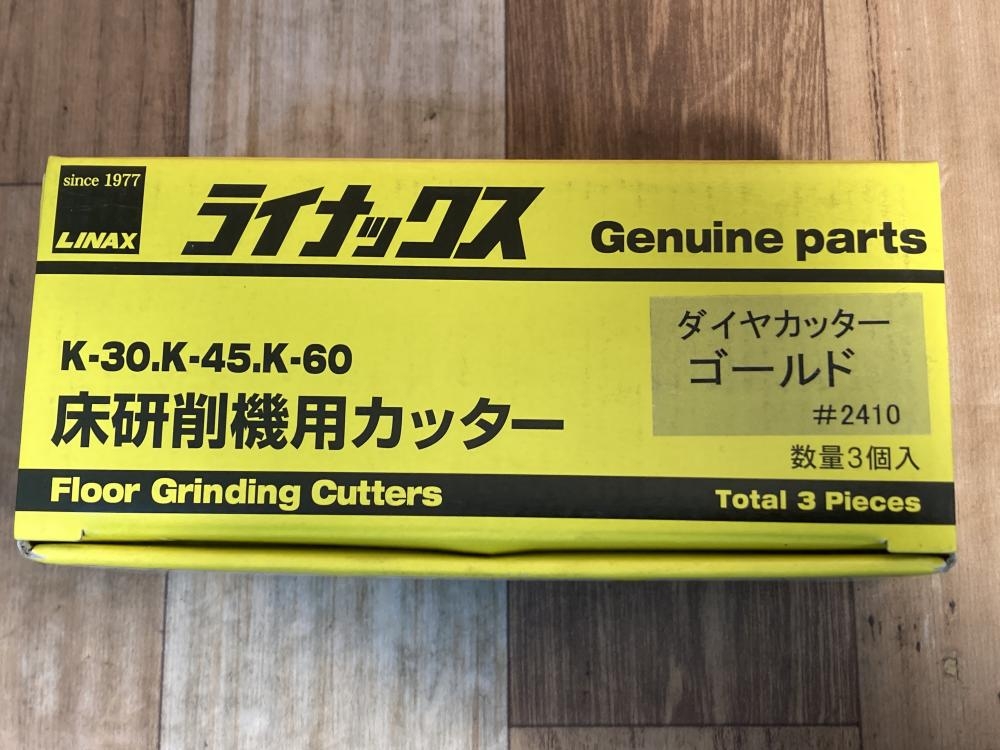 since 1977
LINAX
ライナックス
Genuine parts
K-30.K-45.K-60
床研削機用カッター
ダイヤカッター
ゴールド
#2410
数量3個入
Floor Grinding Cutters
Total 3 Pieces